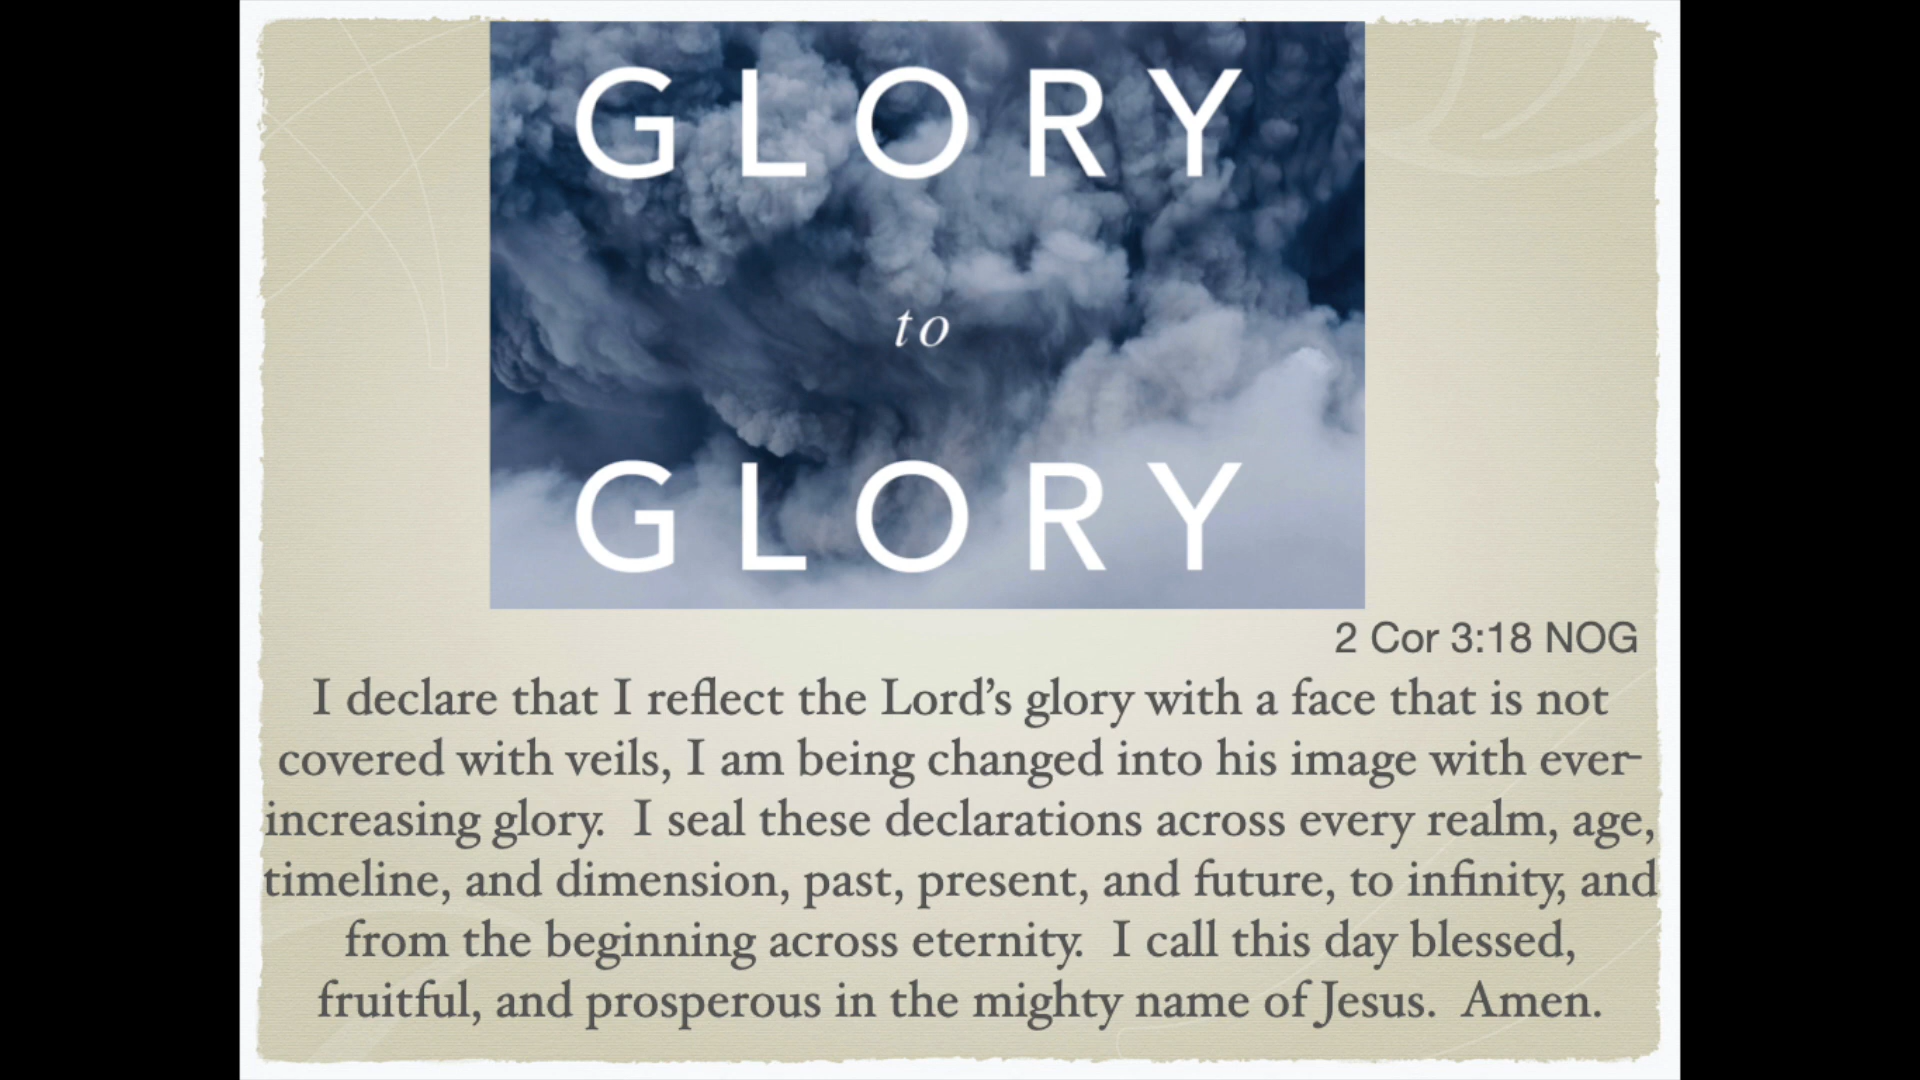 GLORY
to
GLORY
2 Cor 3:18 NOG
I declare that I reflect the Lord’s glory with a face that is not
covered with veils, I am being changed into his image with ever-
increasing glory.  I seal these declarations across every realm, age,
timeline, and dimension, past, present, and future, to infinity, and
from the beginning across eternity.  I call this day blessed,
fruitful, and prosperous in the mighty name of Jesus.  Amen.